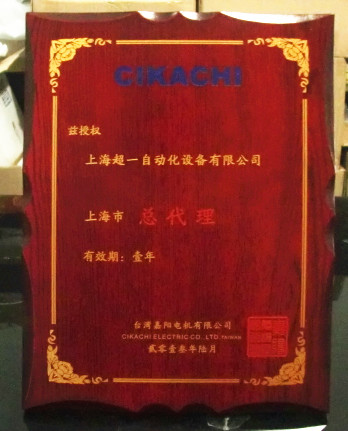 CIKACHI
兹授权
上海超一自动化设备有限公司
上海市 总代理
有效期：壹年
台湾嘉阳电机有限公司
CIKACHI ELECTRIC CO., LTD. TAIWAN
贰零壹叁年陆月